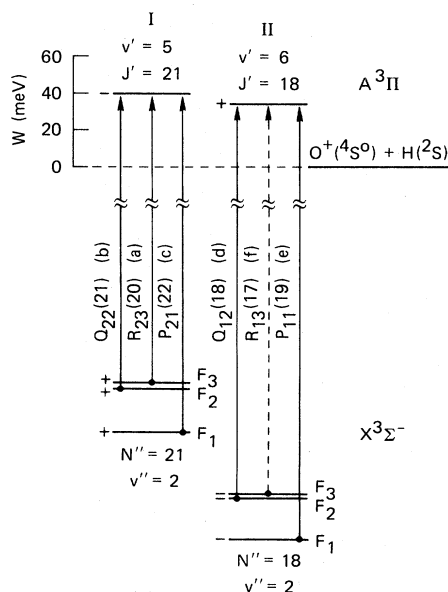 I
II
v' = 5
J' = 21
v' = 6
J' = 18
A ³Π
W (meV)
60
40
20
0
−
+
O⁺(⁴Sᵒ) + H(²S)
Q₂₂(21) (b)
R₂₃(20) (a)
P₂₁(22) (c)
Q₁₂(18) (d)
R₁₃(17) (f)
P₁₁(19) (e)
+
+
F₃
F₂
+
F₁
X³Σ⁻
N'' = 21
v'' = 2
−
−
F₃
F₂
−
F₁
N'' = 18
v'' = 2